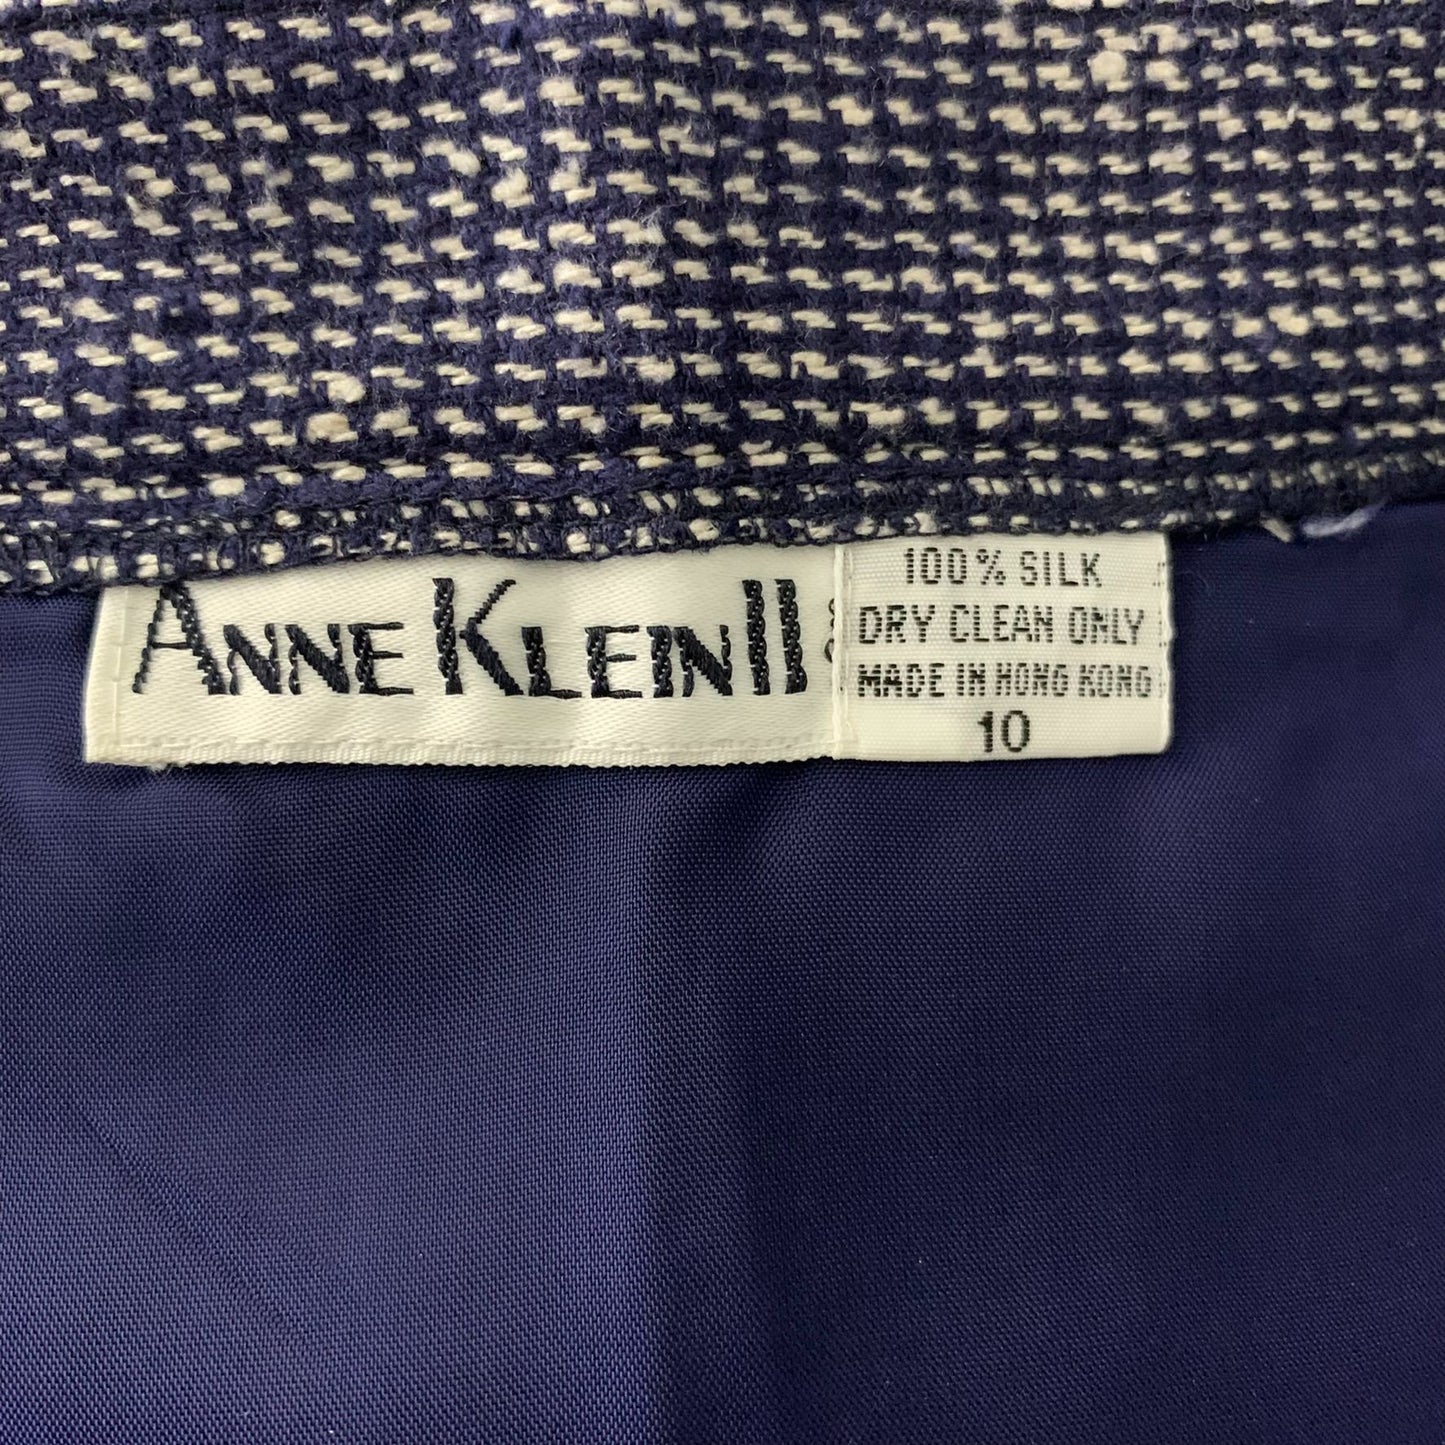 ANNE KLEIN II
100% SILK
DRY CLEAN ONLY
MADE IN HONG KONG
10